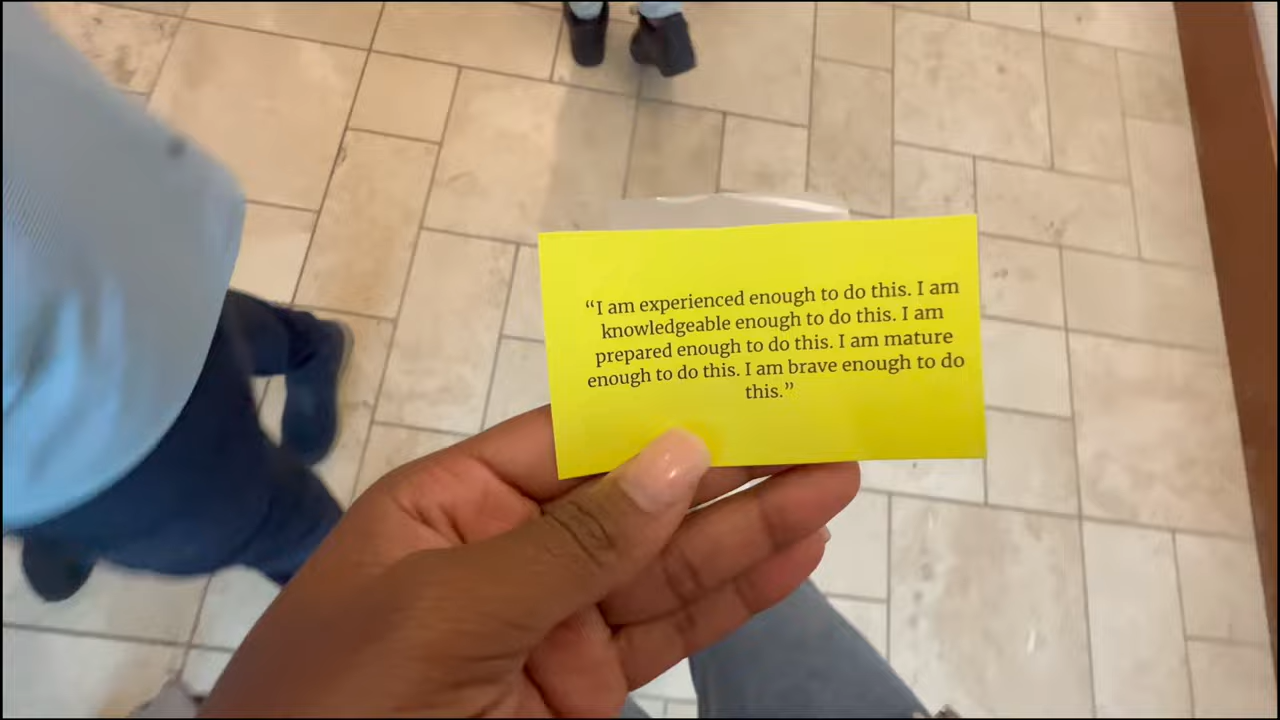 “I am experienced enough to do this. I am
knowledgeable enough to do this. I am
prepared enough to do this. I am mature
enough to do this. I am brave enough to do
this.”